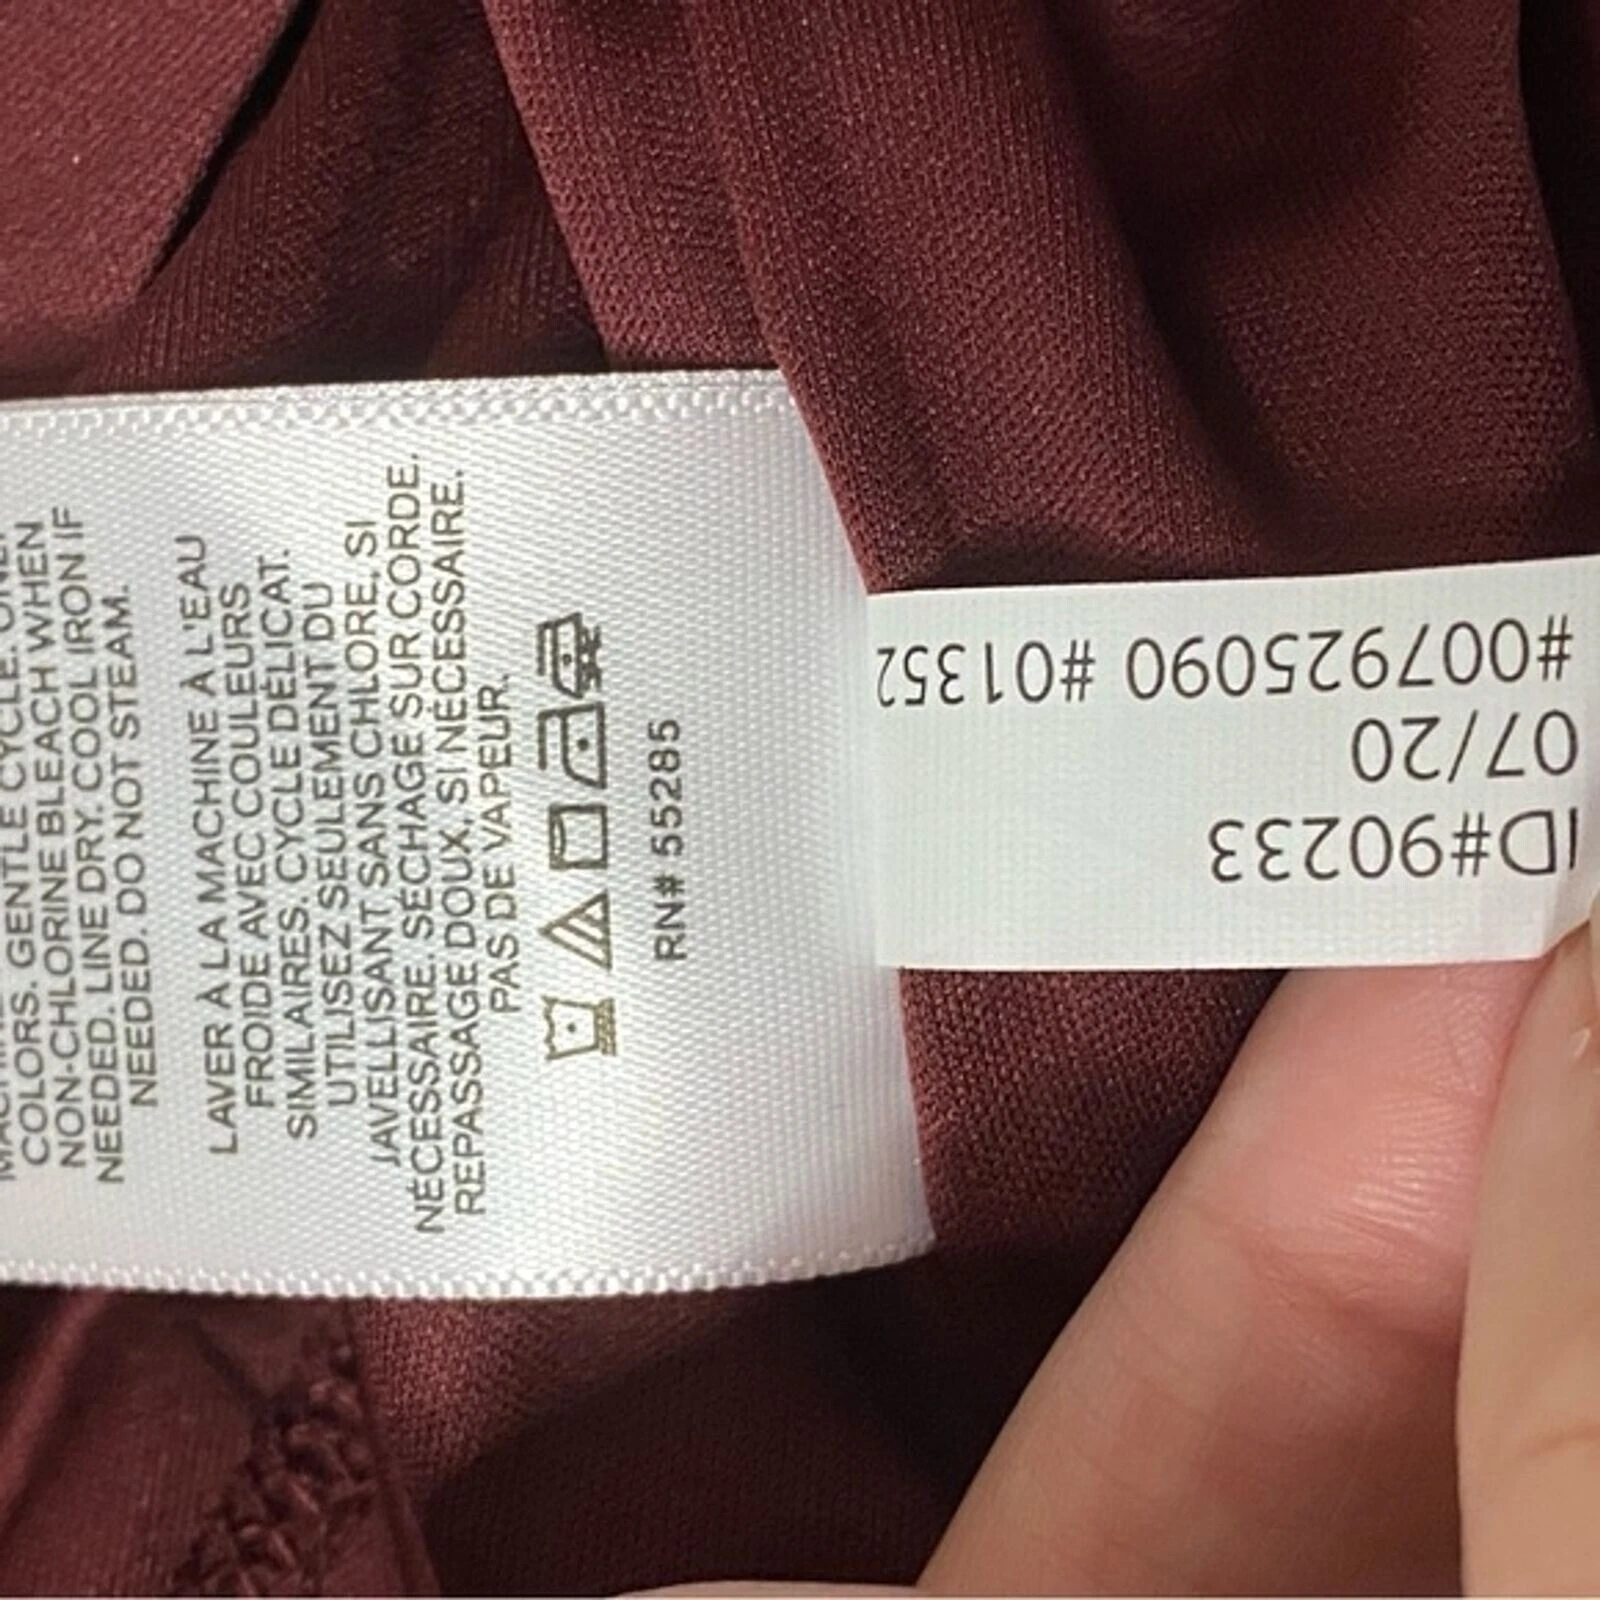 COLORS. GENTLE CYCLE.
NON-CHLORINE BLEACH WHEN
NEEDED. LINE DRY. COOL IRON IF
NEEDED. DO NOT STEAM.
LAVER À LA MACHINE À L'EAU
FROIDE AVEC COULEURS
SIMILAIRES. CYCLE DÉLICAT.
UTILISEZ SEULEMENT DU
JAVELLISANT SANS CHLORE, SI
NÉCESSAIRE. SÉCHAGE SUR CORDE.
REPASSAGE DOUX, SI NÉCESSAIRE.
PAS DE VAPEUR.
RN# 55285
ID#90233
07/20
#007925090 #01352